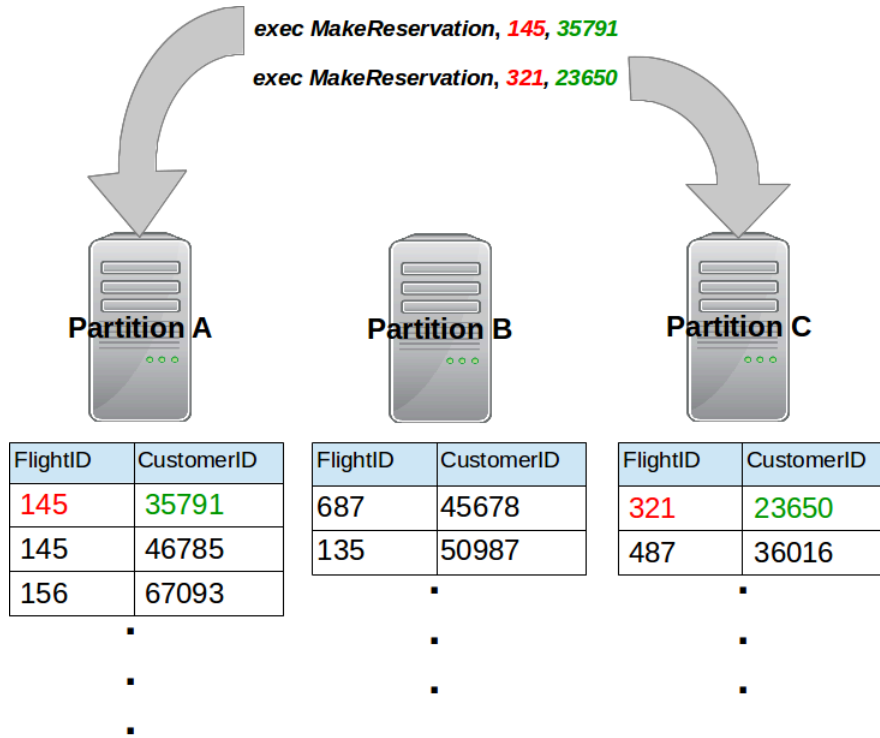 exec MakeReservation, 145, 35791
exec MakeReservation, 321, 23650
Partition A
Partition B
Partition C
FlightID CustomerID
145 35791
145 46785
156 67093
FlightID CustomerID
687 45678
135 50987
FlightID CustomerID
321 23650
487 36016